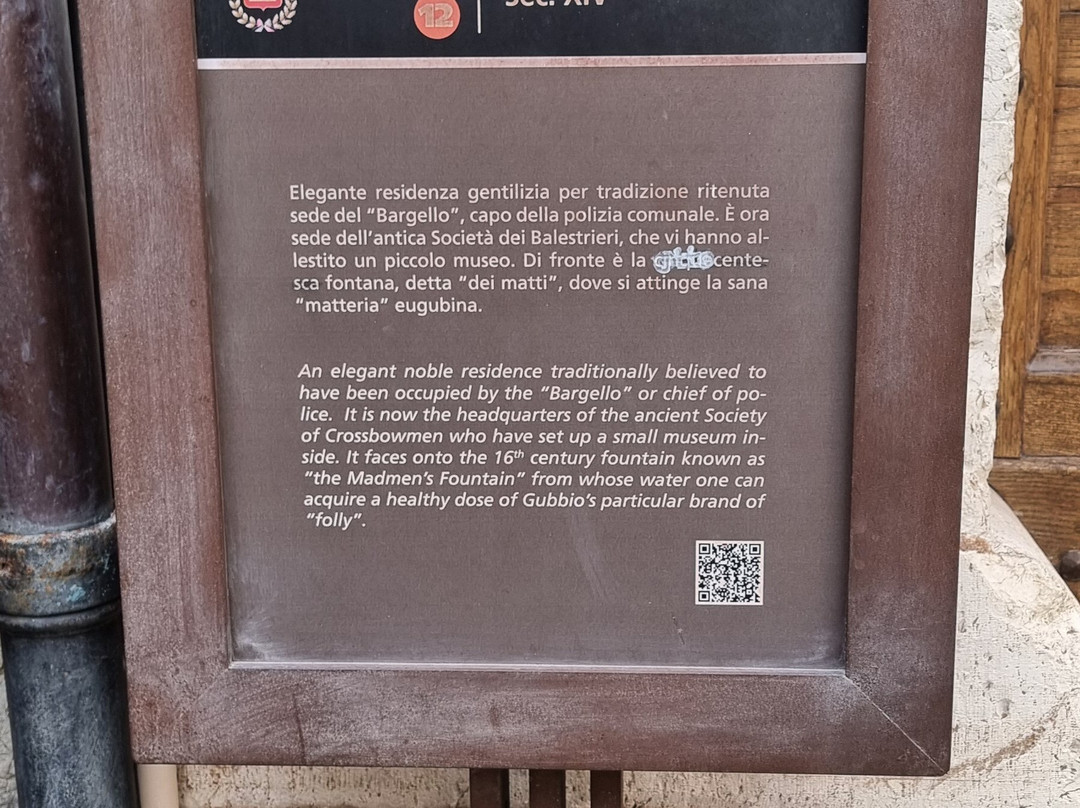 12
Sec. XIV
Elegante residenza gentilizia per tradizione ritenuta
sede del "Bargello", capo della polizia comunale. È ora
sede dell'antica Società dei Balestrieri, che vi hanno al-
lestito un piccolo museo. Di fronte è la cinquecente-
sca fontana, detta "dei matti", dove si attinge la sana
"matteria" eugubina.
An elegant noble residence traditionally believed to
have been occupied by the "Bargello" or chief of po-
lice. It is now the headquarters of the ancient Society
of Crossbowmen who have set up a small museum in-
side. It faces onto the 16th century fountain known as
"the Madmen's Fountain" from whose water one can
acquire a healthy dose of Gubbio's particular brand of
"folly".